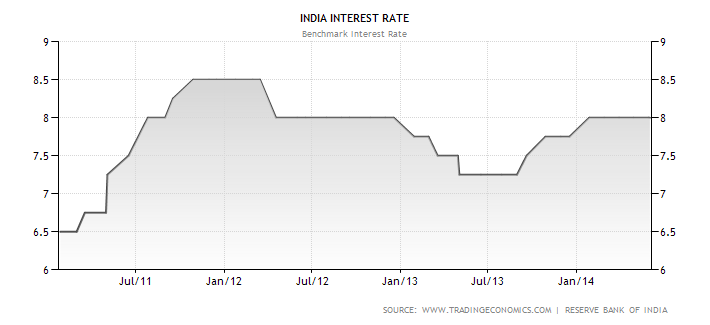 INDIA INTEREST RATE
Benchmark Interest Rate
9 9
8.5 8.5
8 8
7.5 7.5
7 7
6.5 6.5
6 6
Jul/11 Jan/12 Jul/12 Jan/13 Jul/13 Jan/14
SOURCE: WWW.TRADINGECONOMICS.COM | RESERVE BANK OF INDIA